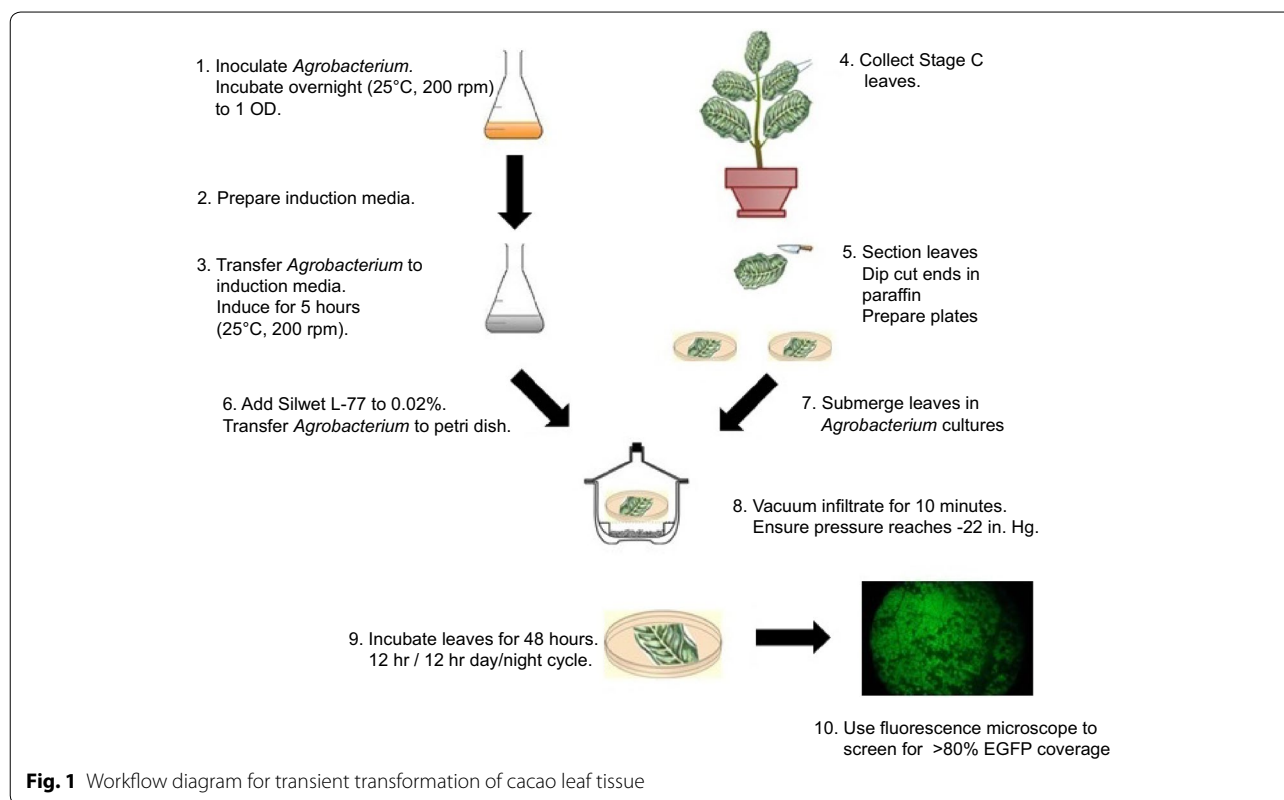 1. Inoculate Agrobacterium.
Incubate overnight (25°C, 200 rpm)
to 1 OD.
2. Prepare induction media.
3. Transfer Agrobacterium to
induction media.
Induce for 5 hours
(25°C, 200 rpm).
4. Collect Stage C
leaves.
5. Section leaves
Dip cut ends in
paraffin
Prepare plates
6. Add Silwet L-77 to 0.02%.
Transfer Agrobacterium to petri dish.
7. Submerge leaves in
Agrobacterium cultures
8. Vacuum infiltrate for 10 minutes.
Ensure pressure reaches -22 in. Hg.
9. Incubate leaves for 48 hours.
12 hr / 12 hr day/night cycle.
10. Use fluorescence microscope to
screen for >80% EGFP coverage
Fig. 1 Workflow diagram for transient transformation of cacao leaf tissue